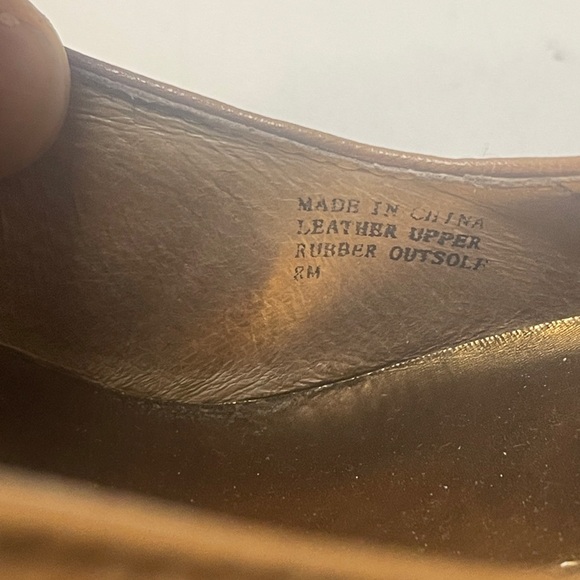 MADE IN CHINA
LEATHER UPPER
RUBBER OUTSOLE
8M